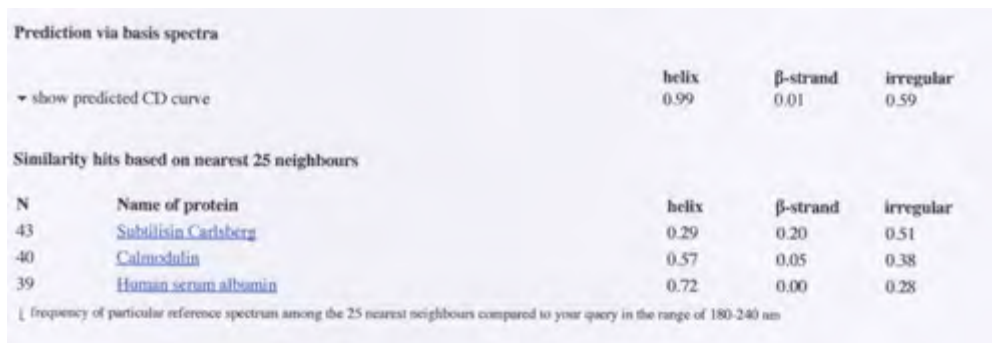 Prediction via basis spectra
helix β-strand irregular
▾ show predicted CD curve 0.99 0.01 0.59
Similarity hits based on nearest 25 neighbours
N Name of protein helix β-strand irregular
43 Subtilisin Carlsberg 0.29 0.20 0.51
40 Calmodulin 0.57 0.05 0.38
39 Human serum albumin 0.72 0.00 0.28
frequency of particular reference spectrum among the 25 nearest neighbours compared to your query in the range of 180-240 nm